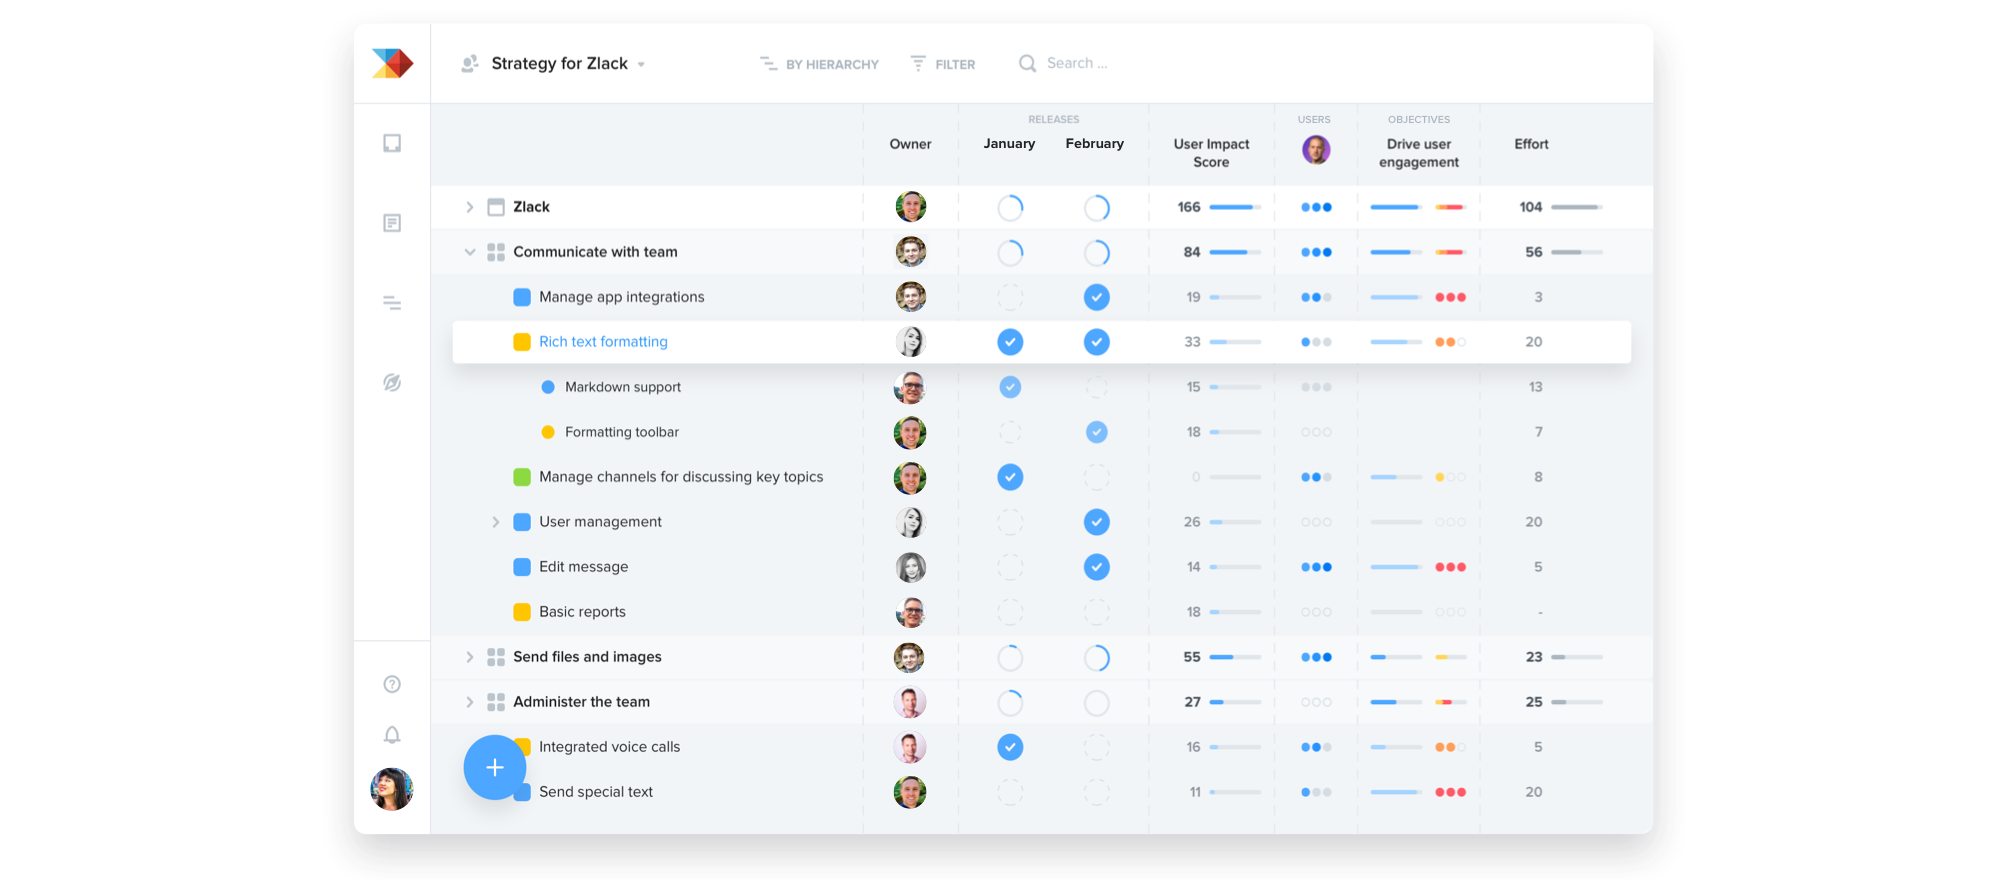 Strategy for Zlack
BY HIERARCHY
FILTER
Search ...
RELEASES
USERS
OBJECTIVES
Owner
January
February
User Impact
Score
Drive user
engagement
Effort
Zlack 166 104
Communicate with team 84 56
Manage app integrations 19 3
Rich text formatting 33 20
Markdown support 15 13
Formatting toolbar 18 7
Manage channels for discussing key topics 0 8
User management 26 20
Edit message 14 5
Basic reports 18 -
Send files and images 55 23
Administer the team 27 25
Integrated voice calls 16 5
Send special text 11 20